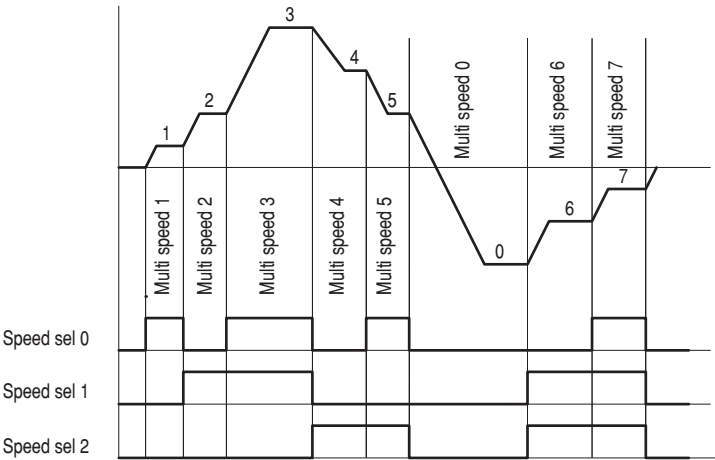 3
4
2
5
1
Multi speed 0
Multi speed 6
Multi speed 7
7
6
0
Multi speed 1
Multi speed 2
Multi speed 3
Multi speed 4
Multi speed 5
Speed sel 0
Speed sel 1
Speed sel 2